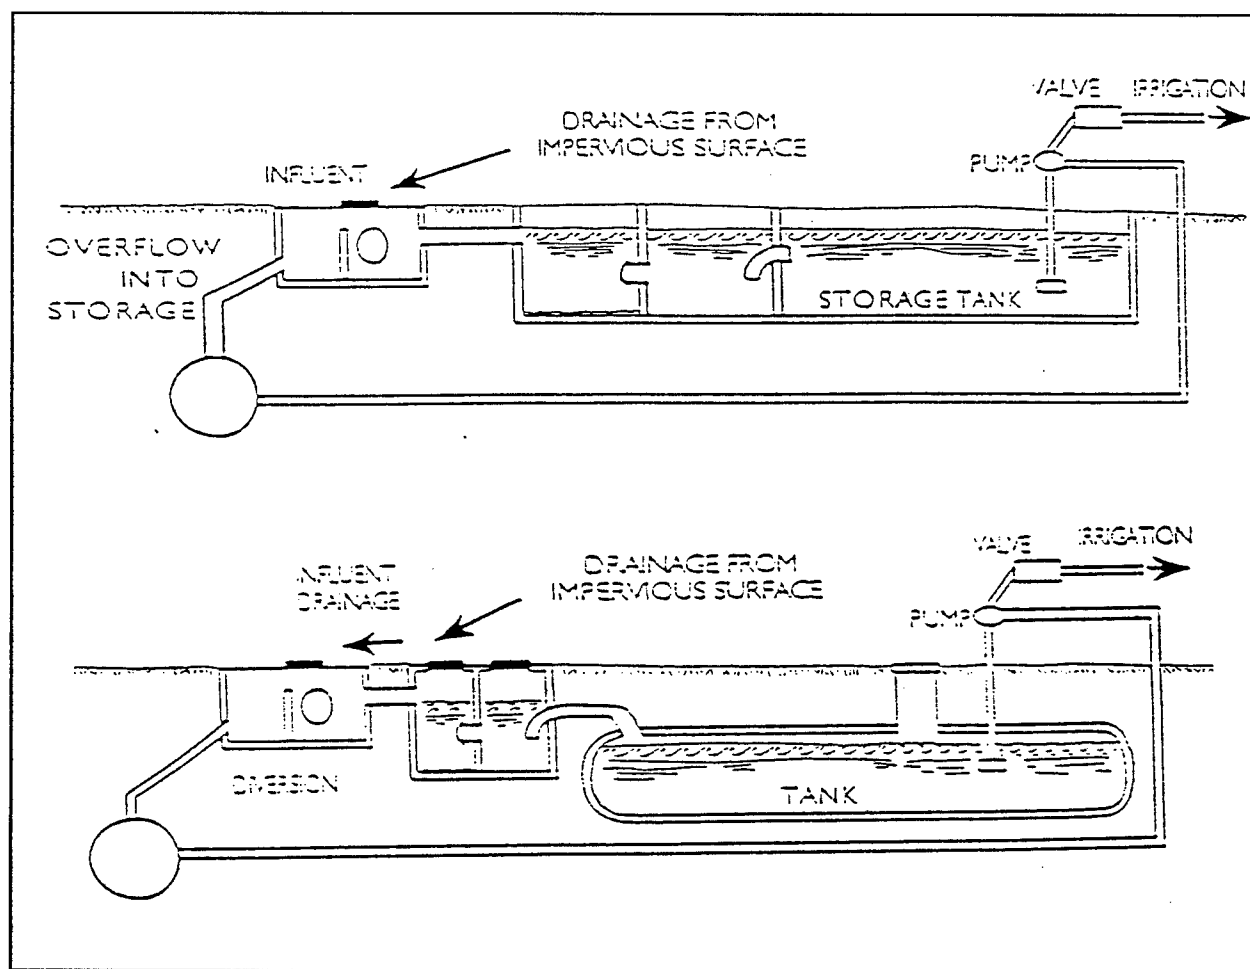 VALVE IRRIGATION
DRAINAGE FROM
IMPERVIOUS SURFACE
PUMP
INFLUENT
OVERFLOW
INTO
STORAGE
STORAGE TANK
VALVE IRRIGATION
INFLUENT
DRAINAGE
DRAINAGE FROM
IMPERVIOUS SURFACE
PUMP
DIVERSION
TANK